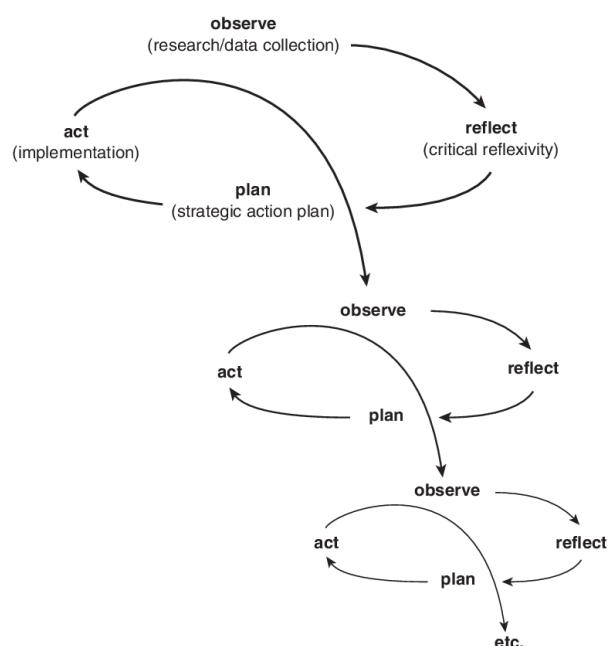 observe
(research/data collection)
act
(implementation)
reflect
(critical reflexivity)
plan
(strategic action plan)
observe
act
reflect
plan
observe
act
reflect
plan
etc.